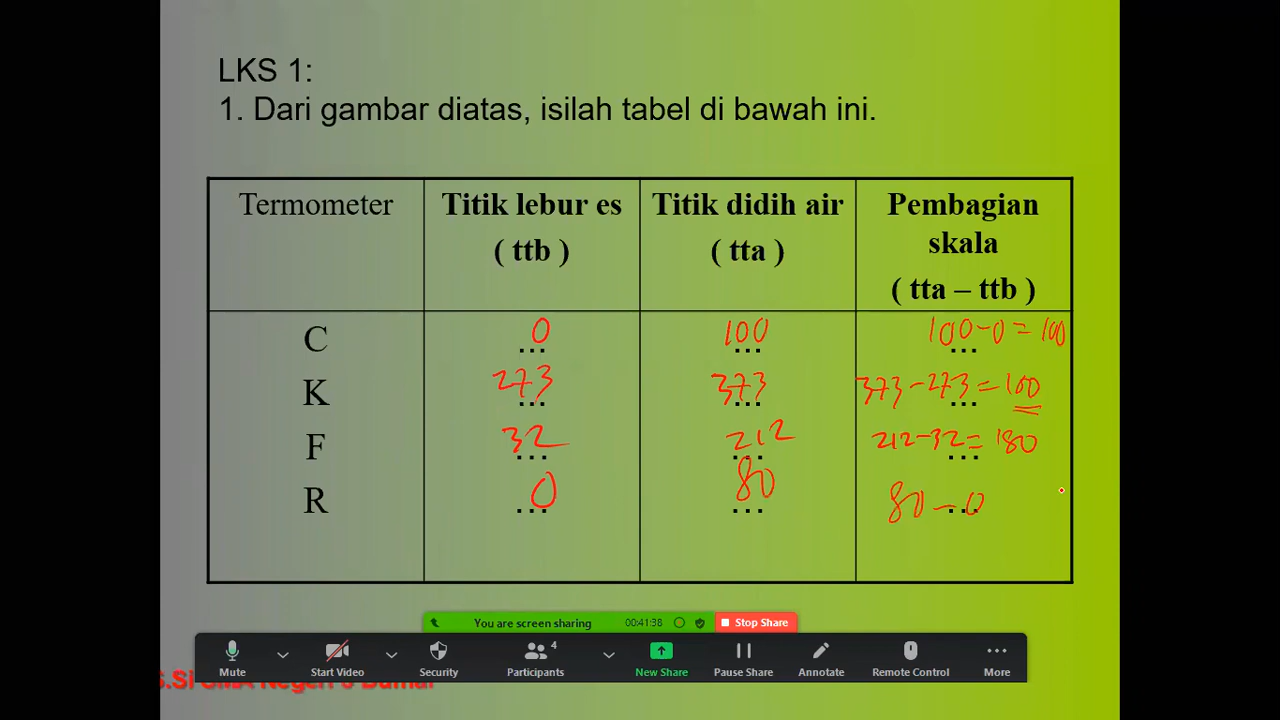 LKS 1:
1. Dari gambar diatas, isilah tabel di bawah ini.
Termometer
Titik lebur es
( ttb )
Titik didih air
( tta )
Pembagian
skala
( tta – ttb )
C 0 ... 100 ... 100-0 = 100 ...
K 273 ... 373 ... 373-273=100 ...
F 32 ... 212 ... 212-32= 180 ...
R 0 ... 80 ... 80-0 ...
You are screen sharing 00:41:38 Stop Share
4
Mute Start Video Security Participants New Share Pause Share Annotate Remote Control More